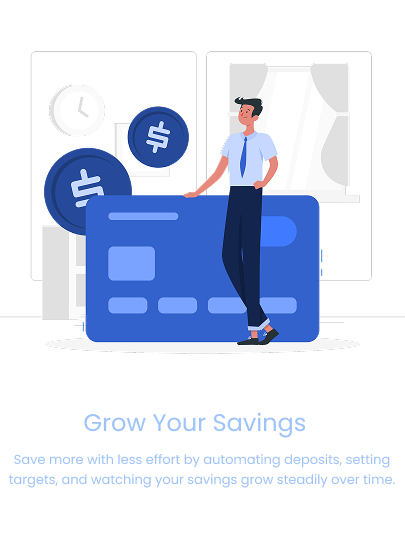 $
$
Grow Your Savings
Save more with less effort by automating deposits, setting
targets, and watching your savings grow steadily over time.